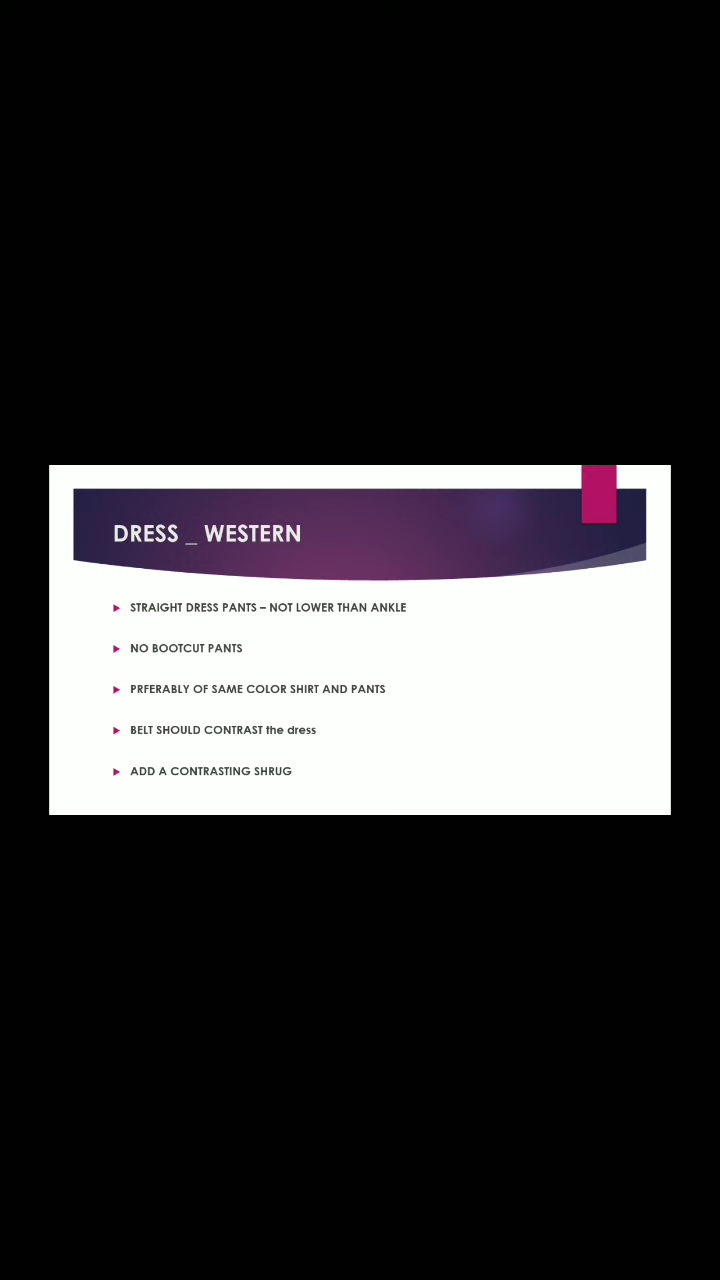 DRESS _ WESTERN
STRAIGHT DRESS PANTS – NOT LOWER THAN ANKLE
NO BOOTCUT PANTS
PRFERABLY OF SAME COLOR SHIRT AND PANTS
BELT SHOULD CONTRAST the dress
ADD A CONTRASTING SHRUG